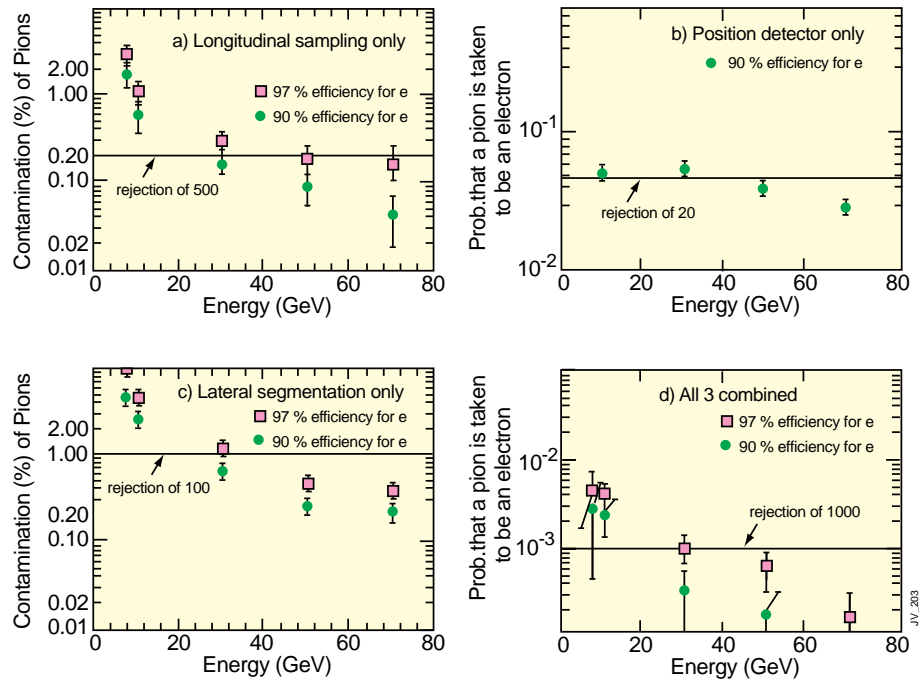 Contamination (%) of Pions
a) Longitudinal sampling only
97 % efficiency for e
90 % efficiency for e
rejection of 500
2.00
1.00
0.20
0.10
0.02
0.01
0 20 40 60 80
Energy (GeV)
Prob.that a pion is taken
to be an electron
b) Position detector only
90 % efficiency for e
rejection of 20
10-1
10-2
0 20 40 60 80
Energy (GeV)
Contamination (%) of Pions
c) Lateral segmentation only
97 % efficiency for e
90 % efficiency for e
rejection of 100
2.00
1.00
0.20
0.10
0.02
0.01
0 20 40 60 80
Energy (GeV)
Prob.that a pion is taken
to be an electron
d) All 3 combined
97 % efficiency for e
90 % efficiency for e
rejection of 1000
10-2
10-3
0 20 40 60 80
Energy (GeV)
JV_203